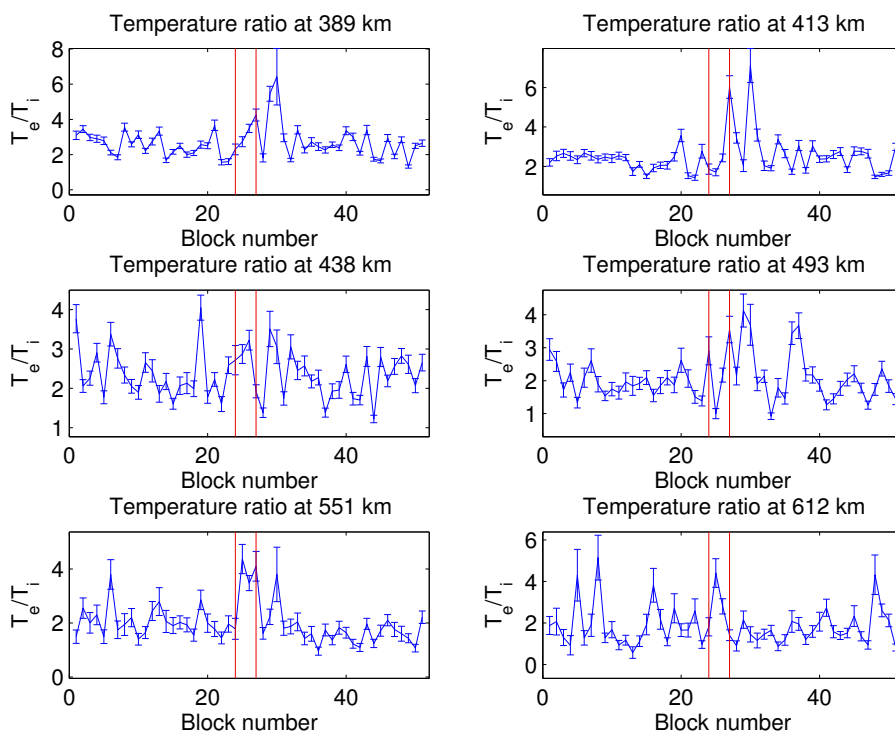 Temperature ratio at 389 km
8
6
4
2
0
T_e/T_i
0 20 40
Block number
Temperature ratio at 413 km
6
4
2
T_e/T_i
0 20 40
Block number
Temperature ratio at 438 km
4
3
2
1
T_e/T_i
0 20 40
Block number
Temperature ratio at 493 km
4
3
2
1
T_e/T_i
0 20 40
Block number
Temperature ratio at 551 km
4
2
0
T_e/T_i
0 20 40
Block number
Temperature ratio at 612 km
6
4
2
0
T_e/T_i
0 20 40
Block number